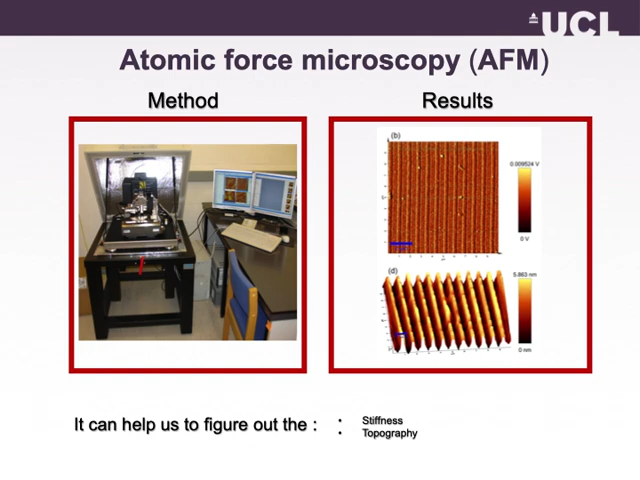 UCL
Atomic force microscopy (AFM)
Method
Results
(b)
0.009524 V
0 V
(d)
5.863 nm
0 nm
It can help us to figure out the :
• Stiffness
• Topography